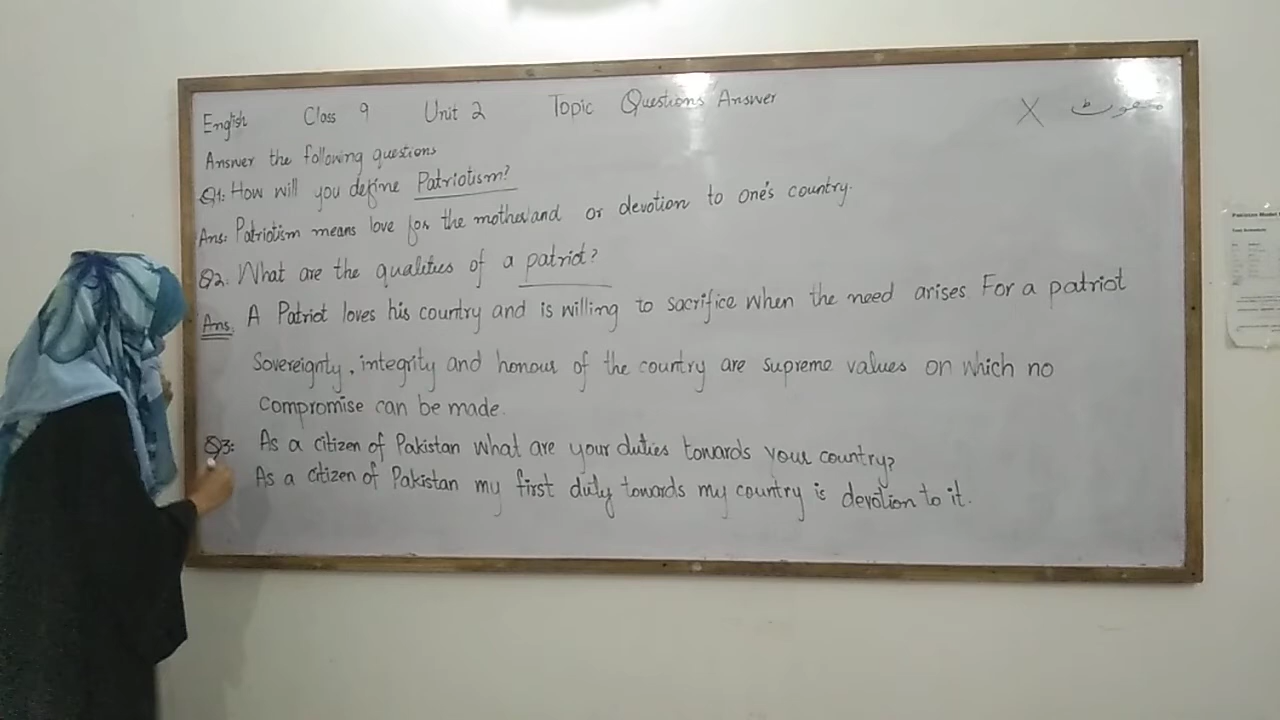 English Class 9 Unit 2 Topic Questions Answer X
Answer the following questions
Q1: How will you define Patriotism?
Ans: Patriotism means love for the motherland or devotion to one's country.
Q2. What are the qualities of a patriot?
Ans. A Patriot loves his country and is willing to sacrifice when the need arises. For a patriot
Sovereignty, integrity and honour of the country are supreme values on which no
compromise can be made.
Q3: As a citizen of Pakistan what are your duties towards your country?
As a citizen of Pakistan my first duty towards my country is devotion to it.